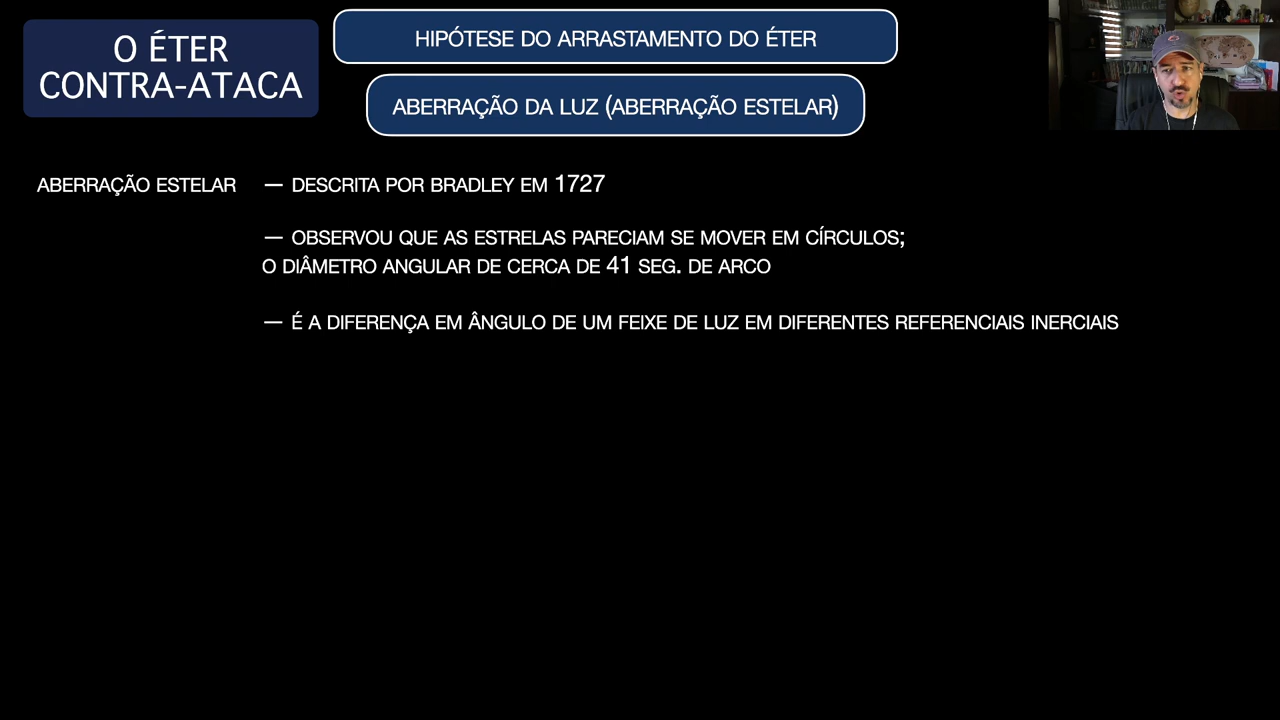 O ÉTER
CONTRA-ATACA
HIPÓTESE DO ARRASTAMENTO DO ÉTER
ABERRAÇÃO DA LUZ (ABERRAÇÃO ESTELAR)
ABERRAÇÃO ESTELAR — DESCRITA POR BRADLEY EM 1727
— OBSERVOU QUE AS ESTRELAS PARECIAM SE MOVER EM CÍRCULOS;
O DIÂMETRO ANGULAR DE CERCA DE 41 SEG. DE ARCO
— É A DIFERENÇA EM ÂNGULO DE UM FEIXE DE LUZ EM DIFERENTES REFERENCIAIS INERCIAIS